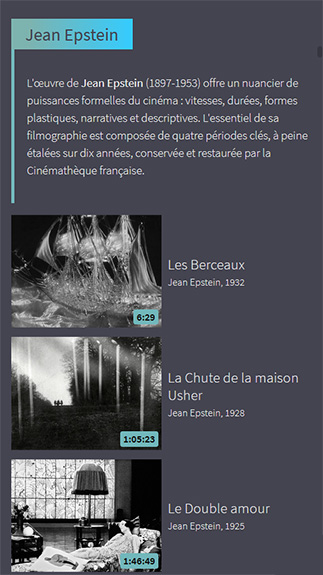 Jean Epstein
L'œuvre de Jean Epstein (1897-1953) offre un nuancier de
puissances formelles du cinéma : vitesses, durées, formes
plastiques, narratives et descriptives. L'essentiel de sa
filmographie est composée de quatre périodes clés, à peine
étalées sur dix années, conservée et restaurée par la
Cinémathèque française.
6:29
Les Berceaux
Jean Epstein, 1932
1:05:23
La Chute de la maison
Usher
Jean Epstein, 1928
1:46:49
Le Double amour
Jean Epstein, 1925